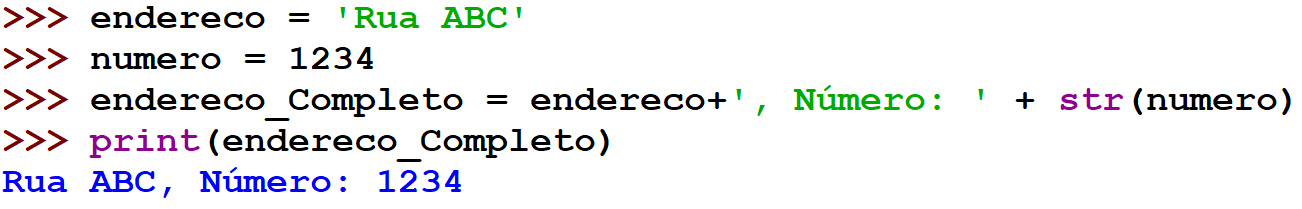 >>> endereco = 'Rua ABC'
>>> numero = 1234
>>> endereco_Completo = endereco+', Número: ' + str(numero)
>>> print(endereco_Completo)
Rua ABC, Número: 1234